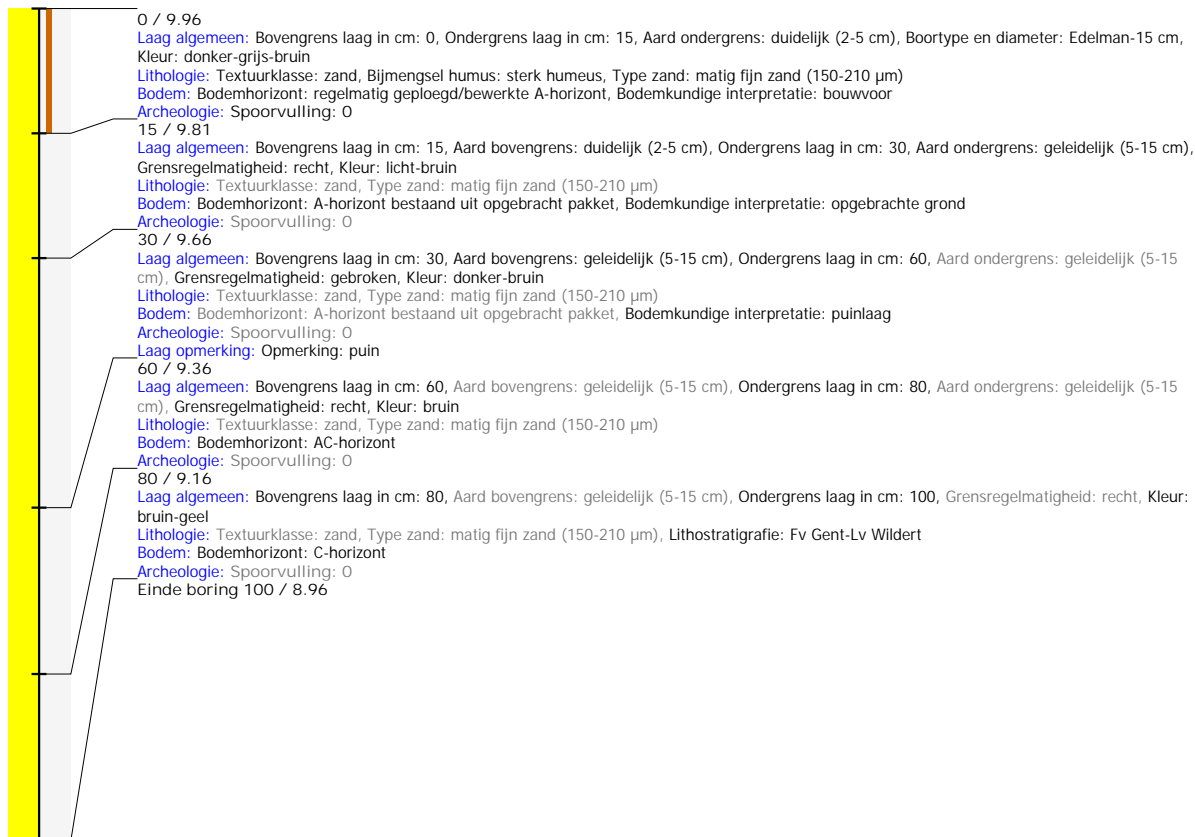 0 / 9.96
Laag algemeen: Bovengrens laag in cm: 0, Ondergrens laag in cm: 15, Aard ondergrens: duidelijk (2-5 cm), Boortype en diameter: Edelman-15 cm,
Kleur: donker-grijs-bruin
Lithologie: Textuurklasse: zand, Bijmengsel humus: sterk humeus, Type zand: matig fijn zand (150-210 µm)
Bodem: Bodemhorizont: regelmatig geploegd/bewerkte A-horizont, Bodemkundige interpretatie: bouwvoor
Archeologie: Spoorvulling: 0
15 / 9.81
Laag algemeen: Bovengrens laag in cm: 15, Aard bovengrens: duidelijk (2-5 cm), Ondergrens laag in cm: 30, Aard ondergrens: geleidelijk (5-15 cm),
Grensregelmatigheid: recht, Kleur: licht-bruin
Lithologie: Textuurklasse: zand, Type zand: matig fijn zand (150-210 µm)
Bodem: Bodemhorizont: A-horizont bestaand uit opgebracht pakket, Bodemkundige interpretatie: opgebrachte grond
Archeologie: Spoorvulling: 0
30 / 9.66
Laag algemeen: Bovengrens laag in cm: 30, Aard bovengrens: geleidelijk (5-15 cm), Ondergrens laag in cm: 60, Aard ondergrens: geleidelijk (5-15
cm), Grensregelmatigheid: gebroken, Kleur: donker-bruin
Lithologie: Textuurklasse: zand, Type zand: matig fijn zand (150-210 µm)
Bodem: Bodemhorizont: A-horizont bestaand uit opgebracht pakket, Bodemkundige interpretatie: puinlaag
Archeologie: Spoorvulling: 0
Laag opmerking: Opmerking: puin
60 / 9.36
Laag algemeen: Bovengrens laag in cm: 60, Aard bovengrens: geleidelijk (5-15 cm), Ondergrens laag in cm: 80, Aard ondergrens: geleidelijk (5-15
cm), Grensregelmatigheid: recht, Kleur: bruin
Lithologie: Textuurklasse: zand, Type zand: matig fijn zand (150-210 µm)
Bodem: Bodemhorizont: AC-horizont
Archeologie: Spoorvulling: 0
80 / 9.16
Laag algemeen: Bovengrens laag in cm: 80, Aard bovengrens: geleidelijk (5-15 cm), Ondergrens laag in cm: 100, Grensregelmatigheid: recht, Kleur:
bruin-geel
Lithologie: Textuurklasse: zand, Type zand: matig fijn zand (150-210 µm), Lithostratigrafie: Fv Gent-Lv Wildert
Bodem: Bodemhorizont: C-horizont
Archeologie: Spoorvulling: 0
Einde boring 100 / 8.96